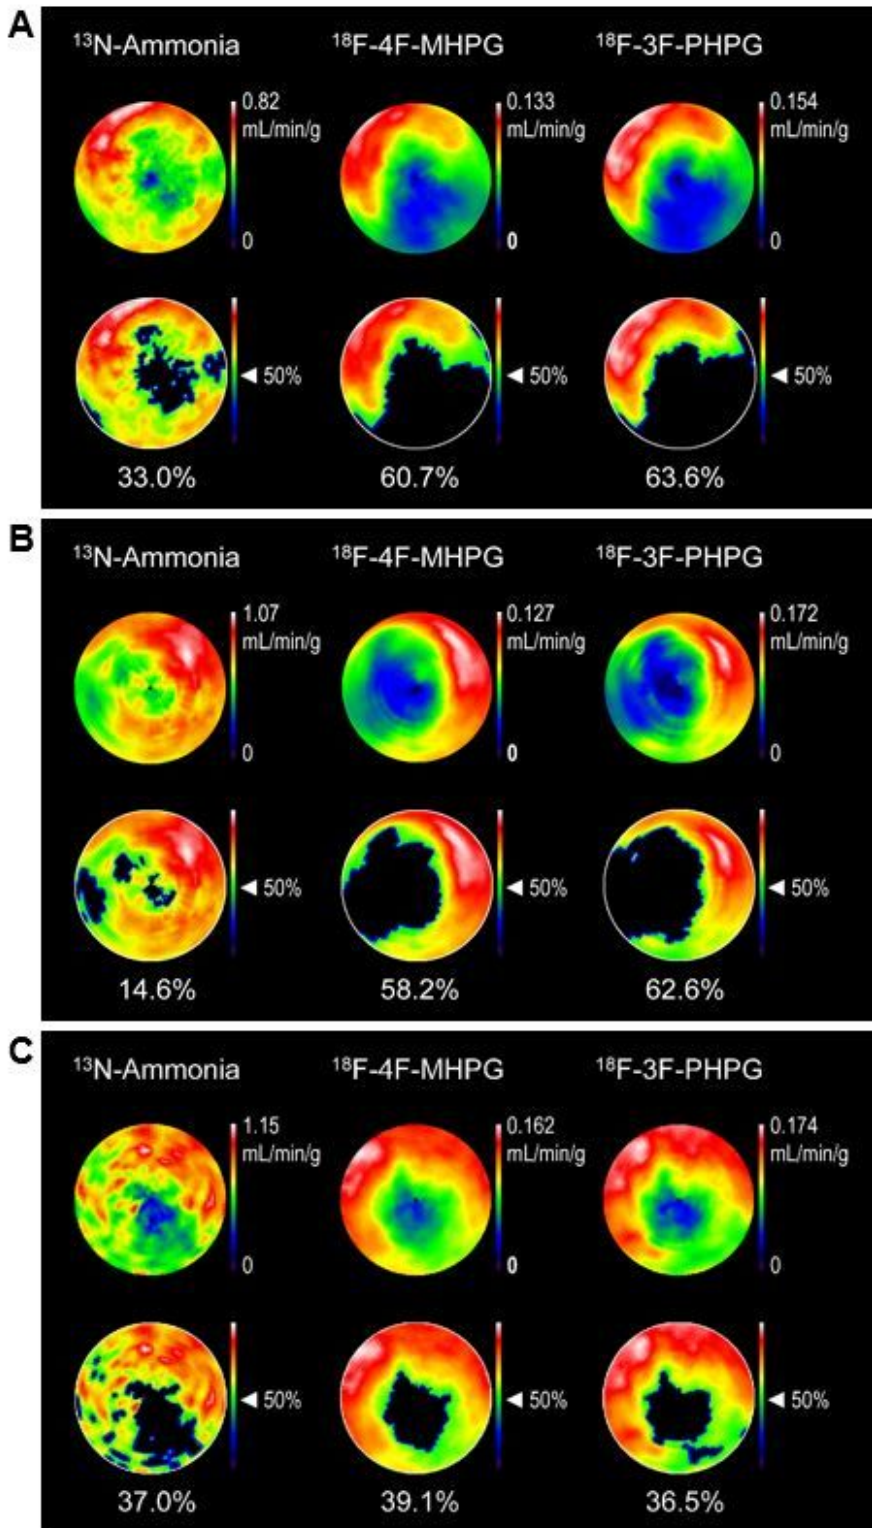 A
¹³N-Ammonia ¹⁸F-4F-MHPG ¹⁸F-3F-PHPG
0.82 0.133 0.154
mL/min/g mL/min/g mL/min/g
0 0 0
50% 50% 50%
33.0% 60.7% 63.6%
B
¹³N-Ammonia ¹⁸F-4F-MHPG ¹⁸F-3F-PHPG
1.07 0.127 0.172
mL/min/g mL/min/g mL/min/g
0 0 0
50% 50% 50%
14.6% 58.2% 62.6%
C
¹³N-Ammonia ¹⁸F-4F-MHPG ¹⁸F-3F-PHPG
1.15 0.162 0.174
mL/min/g mL/min/g mL/min/g
0 0 0
50% 50% 50%
37.0% 39.1% 36.5%